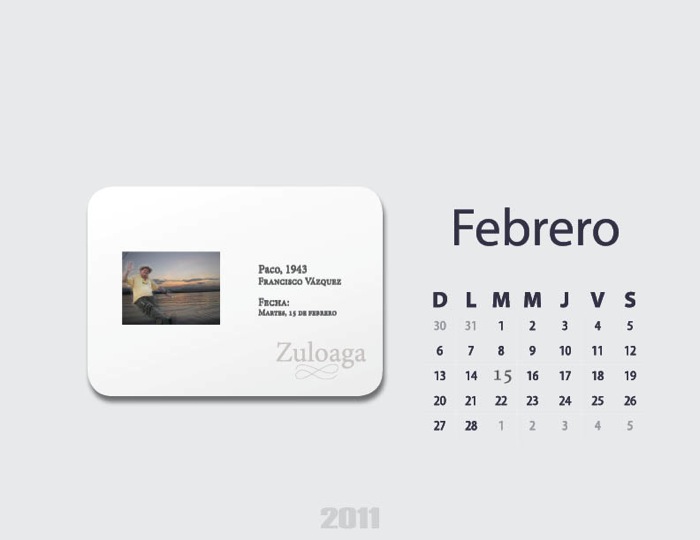 Paco, 1943
Francisco Vázquez
Fecha:
Martes, 15 de febrero
Zuloaga
Febrero
D L M M J V S
30 31 1 2 3 4 5
6 7 8 9 10 11 12
13 14 15 16 17 18 19
20 21 22 23 24 25 26
27 28 1 2 3 4 5
2011